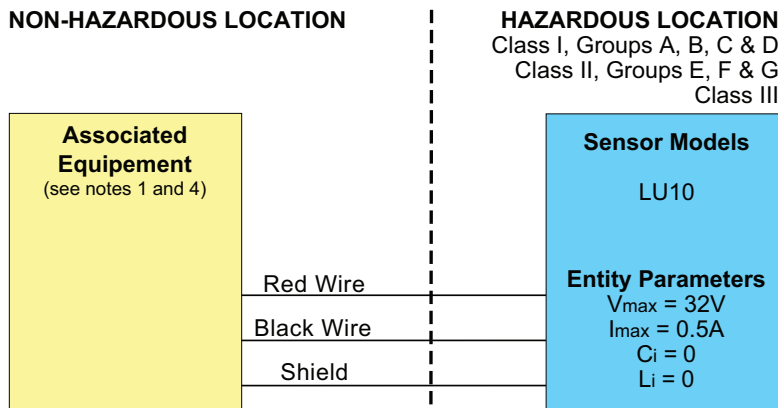 NON-HAZARDOUS LOCATION
HAZARDOUS LOCATION
Class I, Groups A, B, C & D
Class II, Groups E, F & G
Class III
Associated
Equipement
(see notes 1 and 4)
Sensor Models
LU10
Red Wire
Black Wire
Shield
Entity Parameters
Vmax = 32V
Imax = 0.5A
Ci = 0
Li = 0